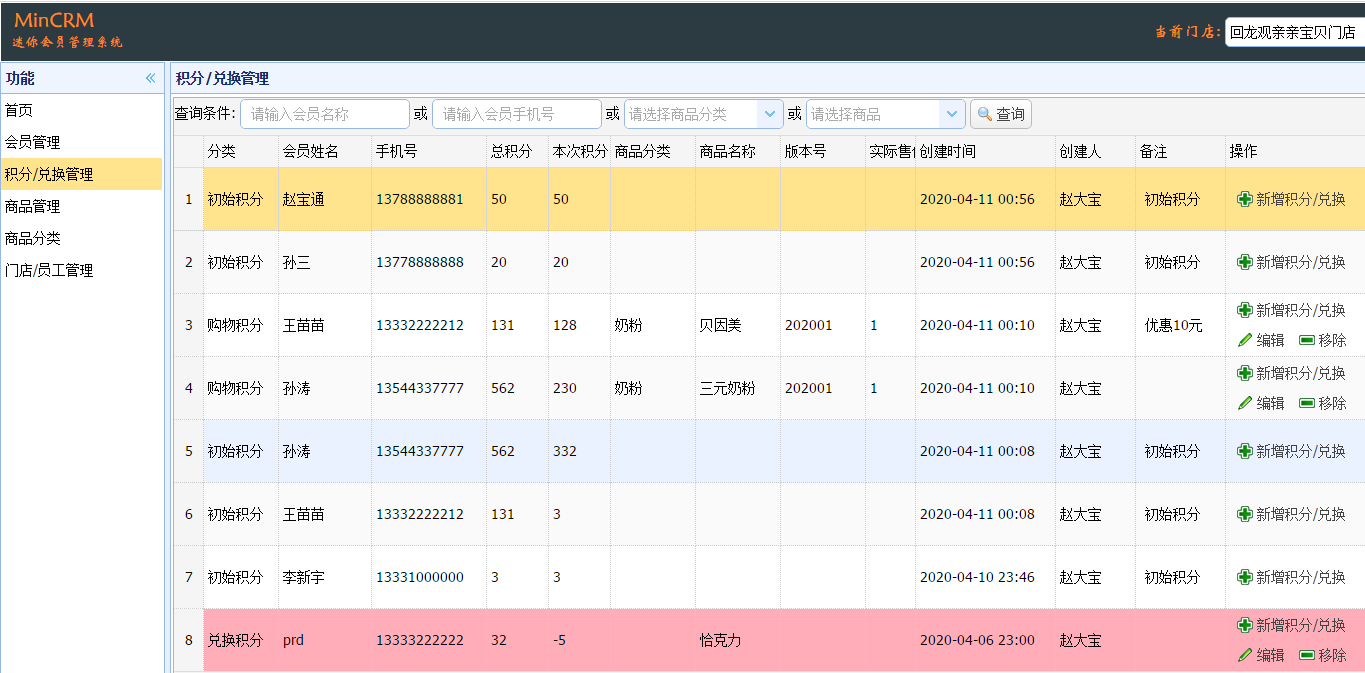 MinCRM
迷你会员管理系统
当前门店: 回龙观亲亲宝贝门店
功能
首页
会员管理
积分/兑换管理
商品管理
商品分类
门店/员工管理
积分/兑换管理
查询条件: 请输入会员名称 或 请输入会员手机号 或 请选择商品分类 或 请选择商品 查询
分类 会员姓名 手机号 总积分 本次积分 商品分类 商品名称 版本号 实际售 创建时间 创建人 备注 操作
1 初始积分 赵宝通 13788888881 50 50 2020-04-11 00:56 赵大宝 初始积分 新增积分/兑换
2 初始积分 孙三 13778888888 20 20 2020-04-11 00:56 赵大宝 初始积分 新增积分/兑换
3 购物积分 王苗苗 13332222212 131 128 奶粉 贝因美 202001 1 2020-04-11 00:10 赵大宝 优惠10元 新增积分/兑换
编辑 移除
4 购物积分 孙涛 13544337777 562 230 奶粉 三元奶粉 202001 1 2020-04-11 00:10 赵大宝 新增积分/兑换
编辑 移除
5 初始积分 孙涛 13544337777 562 332 2020-04-11 00:08 赵大宝 初始积分 新增积分/兑换
6 初始积分 王苗苗 13332222212 131 3 2020-04-11 00:08 赵大宝 初始积分 新增积分/兑换
7 初始积分 李新宇 13331000000 3 3 2020-04-10 23:46 赵大宝 初始积分 新增积分/兑换
8 兑换积分 prd 13333222222 32 -5 恰克力 2020-04-06 23:00 赵大宝 新增积分/兑换
编辑 移除